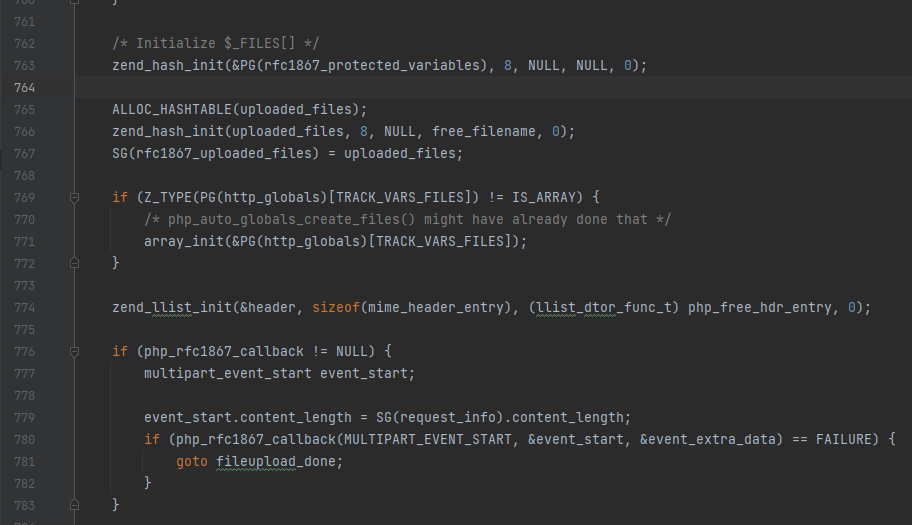 761
762 /* Initialize $_FILES[] */
763 zend_hash_init(&PG(rfc1867_protected_variables), 8, NULL, NULL, 0);
764
765 ALLOC_HASHTABLE(uploaded_files);
766 zend_hash_init(uploaded_files, 8, NULL, free_filename, 0);
767 SG(rfc1867_uploaded_files) = uploaded_files;
768
769 if (Z_TYPE(PG(http_globals)[TRACK_VARS_FILES]) != IS_ARRAY) {
770 /* php_auto_globals_create_files() might have already done that */
771 array_init(&PG(http_globals)[TRACK_VARS_FILES]);
772 }
773
774 zend_llist_init(&header, sizeof(mime_header_entry), (llist_dtor_func_t) php_free_hdr_entry, 0);
775
776 if (php_rfc1867_callback != NULL) {
777 multipart_event_start event_start;
778
779 event_start.content_length = SG(request_info).content_length;
780 if (php_rfc1867_callback(MULTIPART_EVENT_START, &event_start, &event_extra_data) == FAILURE) {
781 goto fileupload_done;
782 }
783 }